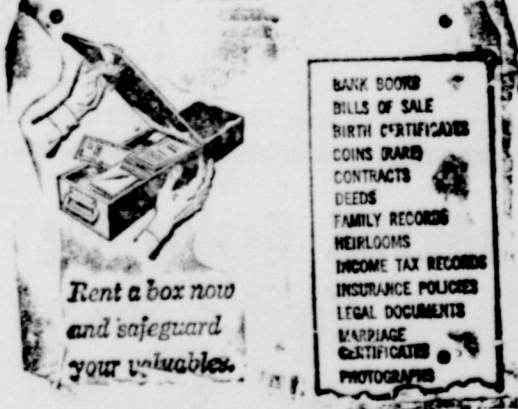 Rent a box now
and safeguard
your valuables.
BANK BOOKS
BILLS OF SALE
BIRTH CERTIFICATES
COINS (RARE)
CONTRACTS
DEEDS
FAMILY RECORDS
HEIRLOOMS
INCOME TAX RECORDS
INSURANCE POLICIES
LEGAL DOCUMENTS
MARRIAGE
CERTIFICATES
PHOTOGRAPHS